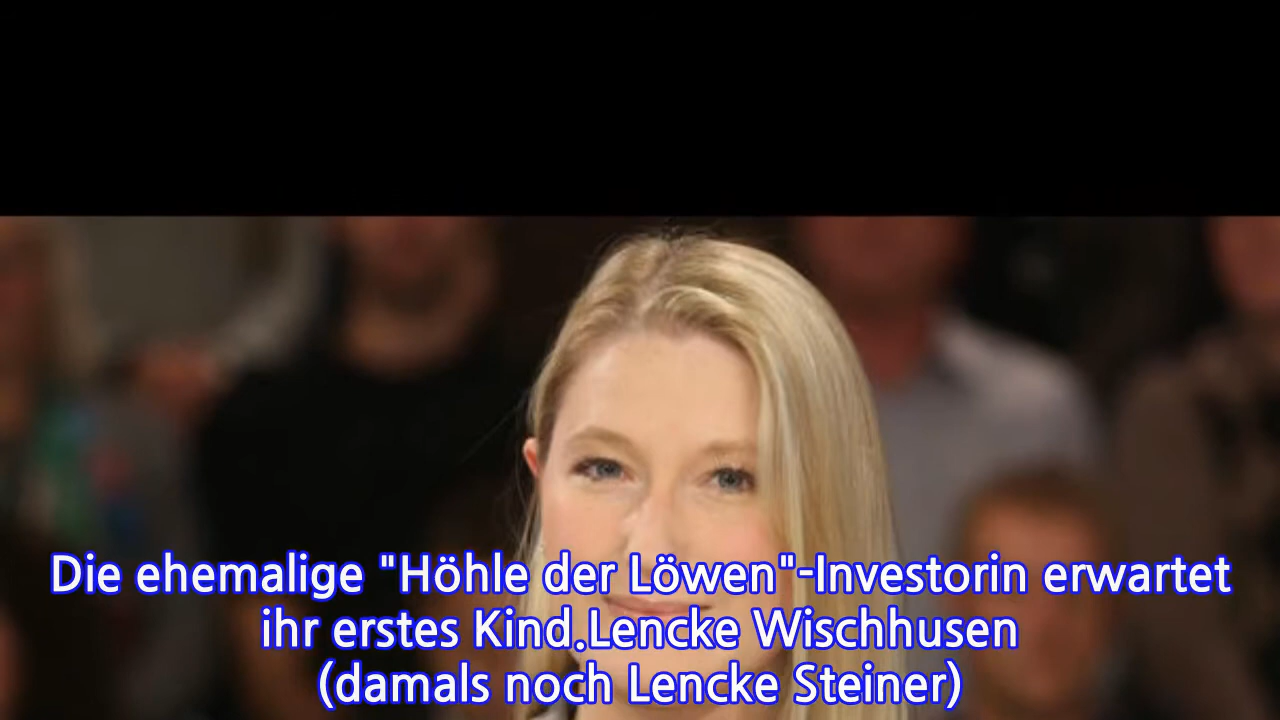 Die ehemalige "Höhle der Löwen"-Investorin erwartet
ihr erstes Kind.Lencke Wischhusen
(damals noch Lencke Steiner)